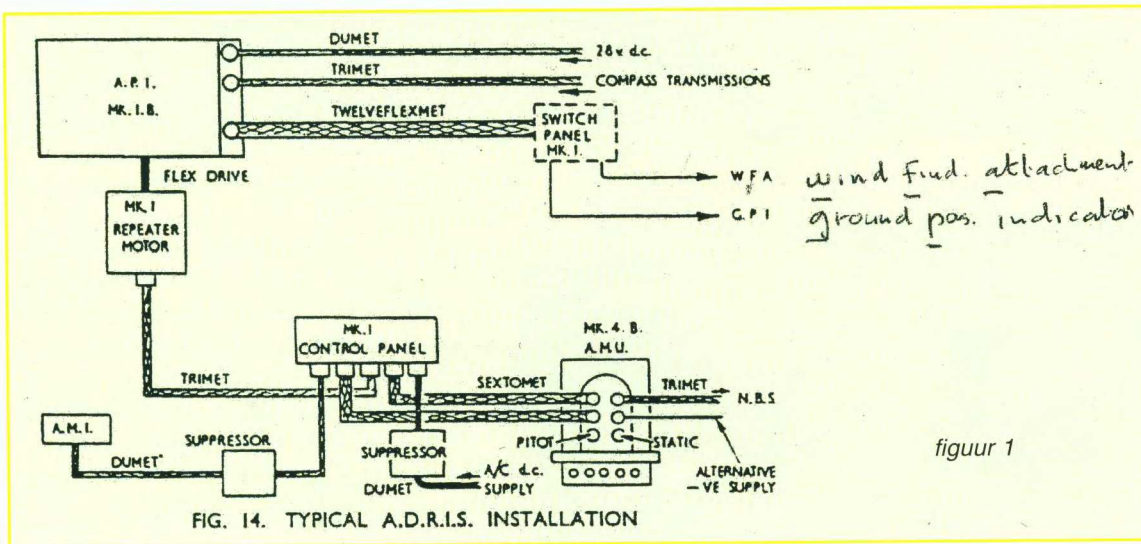 DUMET
28v d.c.
TRIMET
COMPASS TRANSMISSIONS
A.P.I.
MK.I.B.
TWELVEFLEXMET
SWITCH
PANEL
MK.I.
FLEX DRIVE
W.F.A wind find. attachment
G.P.I ground pos. indicator
MK.I
REPEATER
MOTOR
MK.I
CONTROL PANEL
MK.4.B.
A.M.U.
TRIMET
SEXTOMET
TRIMET
N.B.S.
A.M.I.
SUPPRESSOR
DUMET
SUPPRESSOR
PITOT
STATIC
figuur 1
DUMET
A/C d.c.
SUPPLY
ALTERNATIVE
-VE SUPPLY
FIG. 14. TYPICAL A.D.R.I.S. INSTALLATION